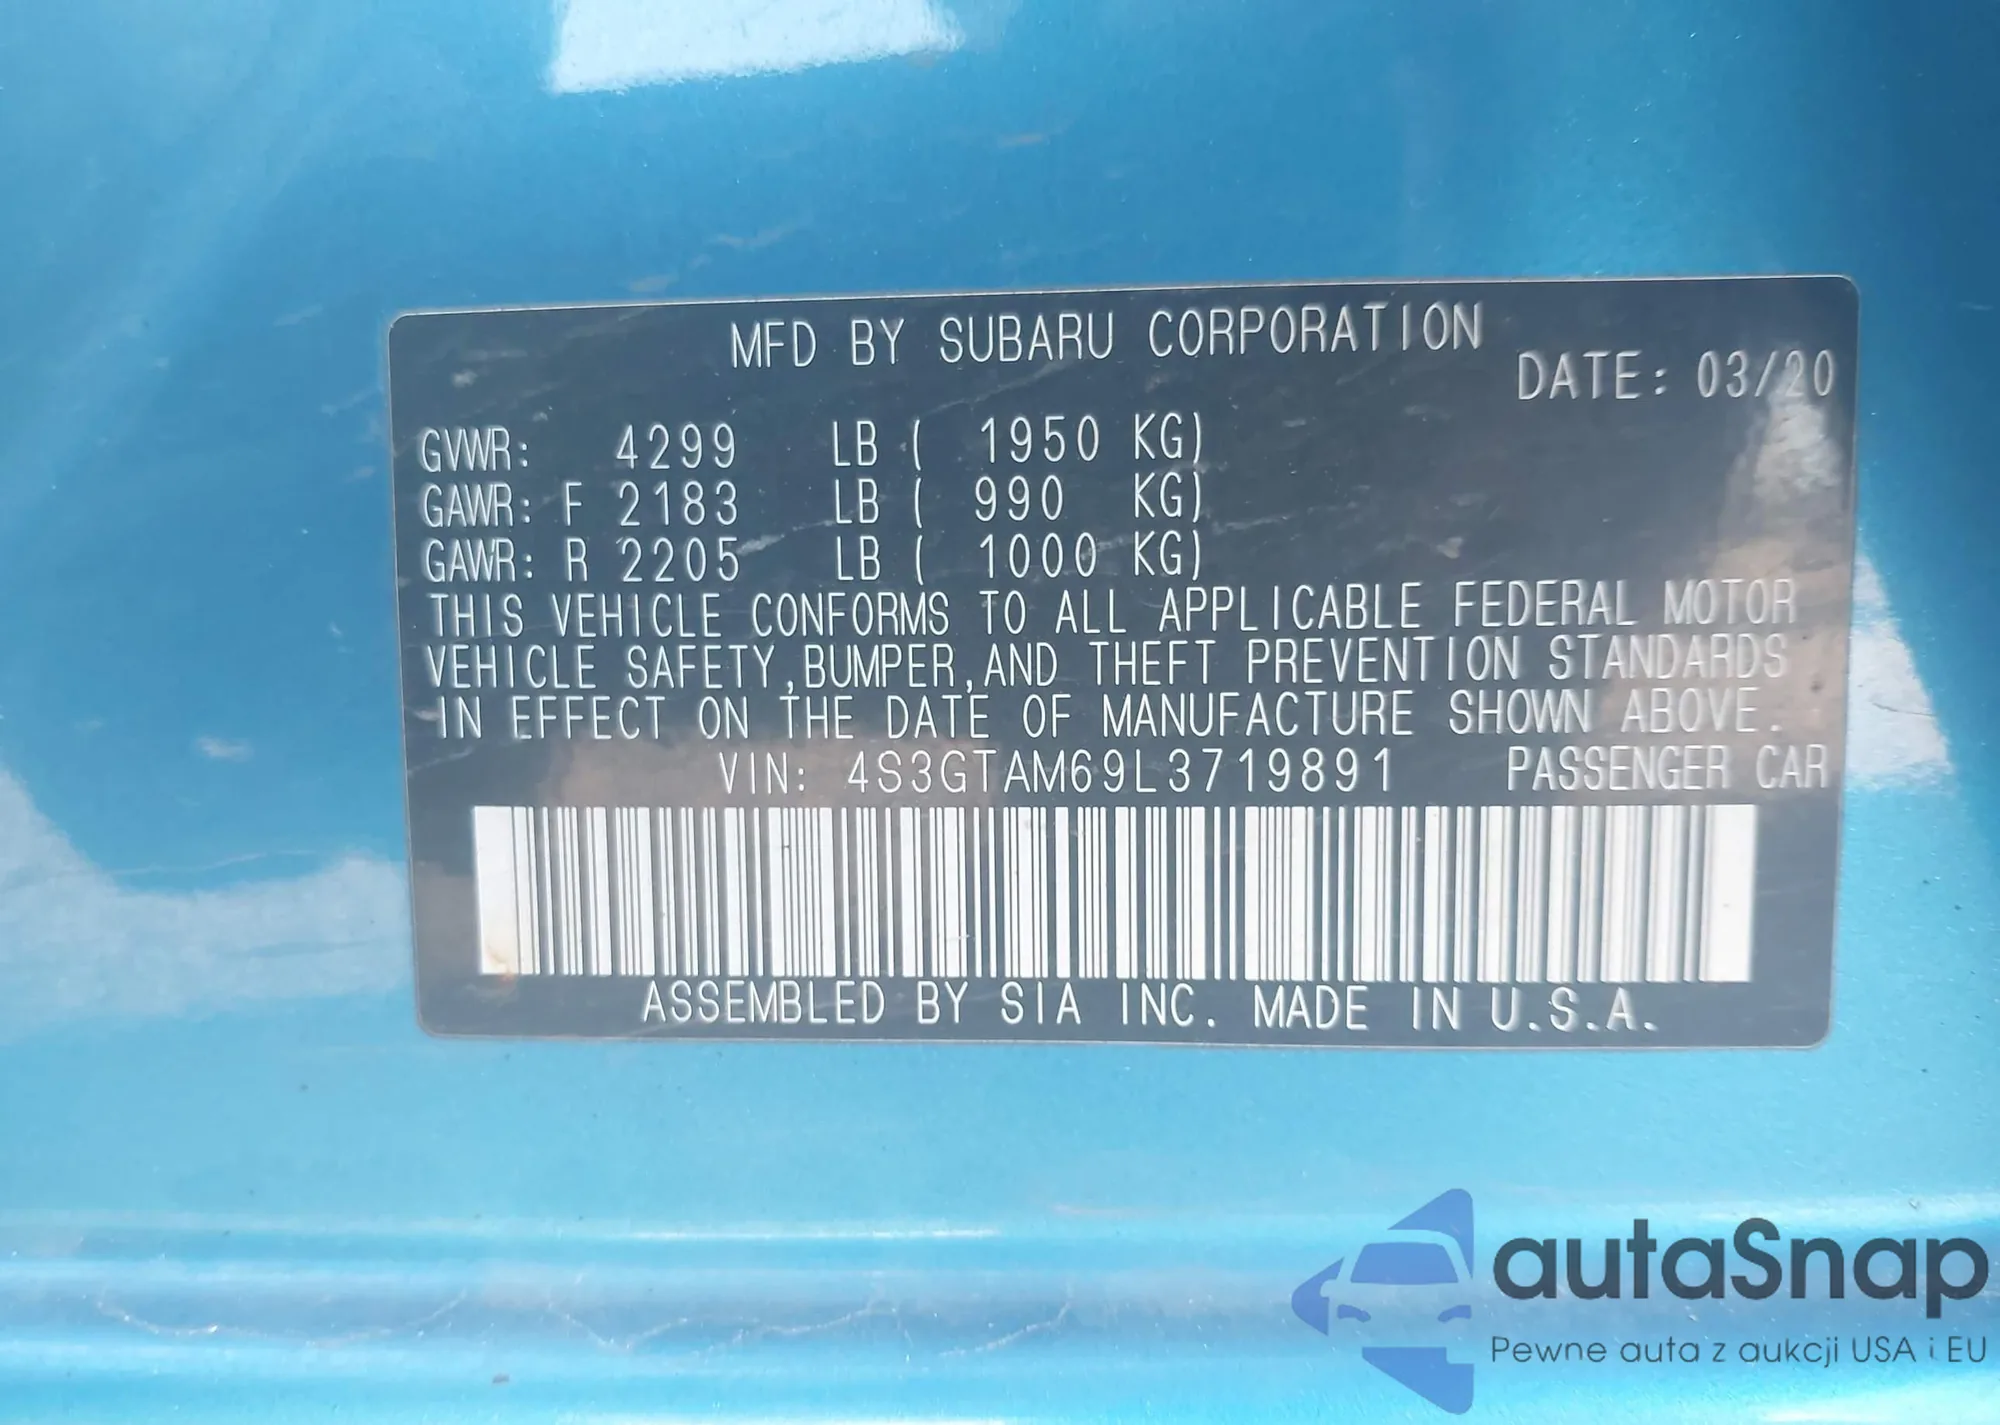 MFD BY SUBARU CORPORATION
DATE: 03/20
GVWR: 4299 LB ( 1950 KG)
GAWR: F 2183 LB ( 990 KG)
GAWR: R 2205 LB ( 1000 KG)
THIS VEHICLE CONFORMS TO ALL APPLICABLE FEDERAL MOTOR
VEHICLE SAFETY,BUMPER,AND THEFT PREVENTION STANDARDS
IN EFFECT ON THE DATE OF MANUFACTURE SHOWN ABOVE.
VIN: 4S3GTAM69L3719891 PASSENGER CAR
ASSEMBLED BY SIA INC. MADE IN U.S.A.
autaSnap
Pewne auta z aukcji USA i EU